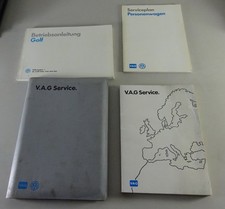 Betriebsanleitung
Golf
Serviceplan
Personenwagen
V.A.G Service.
V.A.G Service.